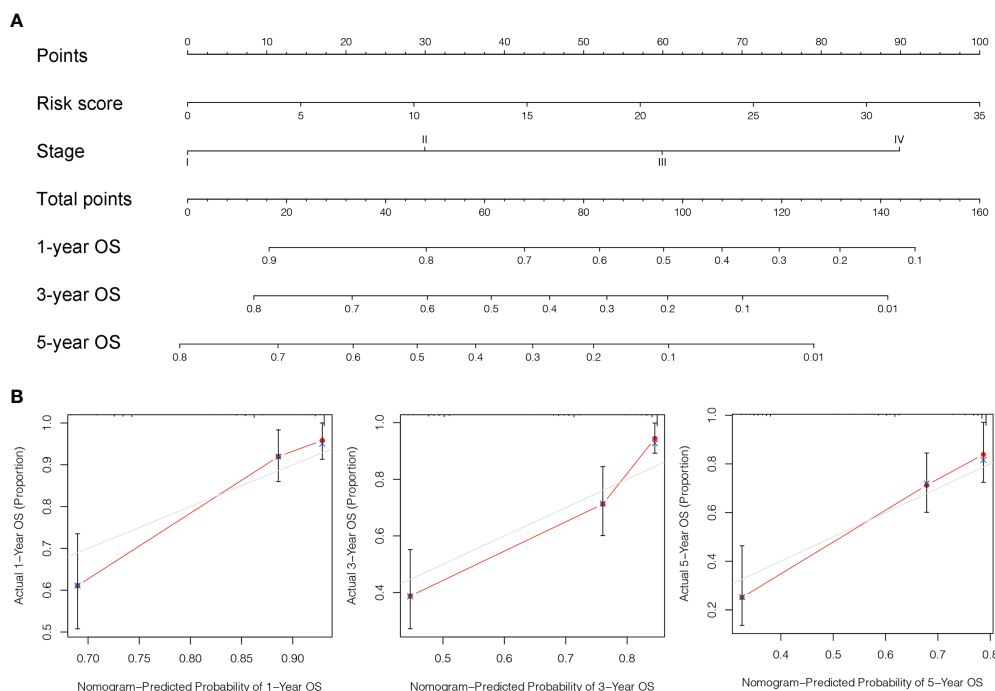 A
Points 0 10 20 30 40 50 60 70 80 90 100
Risk score 0 5 10 15 20 25 30 35
Stage I II III IV
Total points 0 20 40 60 80 100 120 140 160
1-year OS 0.9 0.8 0.7 0.6 0.5 0.4 0.3 0.2 0.1
3-year OS 0.8 0.7 0.6 0.5 0.4 0.3 0.2 0.1 0.01
5-year OS 0.8 0.7 0.6 0.5 0.4 0.3 0.2 0.1 0.01
B
Actual 1−Year OS (Proportion)
0.5 0.6 0.7 0.8 0.9 1.0
0.70 0.75 0.80 0.85 0.90
Nomogram−Predicted Probability of 1−Year OS
Actual 3−Year OS (Proportion)
0.4 0.6 0.8 1.0
0.5 0.6 0.7 0.8
Nomogram−Predicted Probability of 3−Year OS
Actual 5−Year OS (Proportion)
0.2 0.4 0.6 0.8 1.0
0.4 0.5 0.6 0.7 0.8
Nomogram−Predicted Probability of 5−Year OS